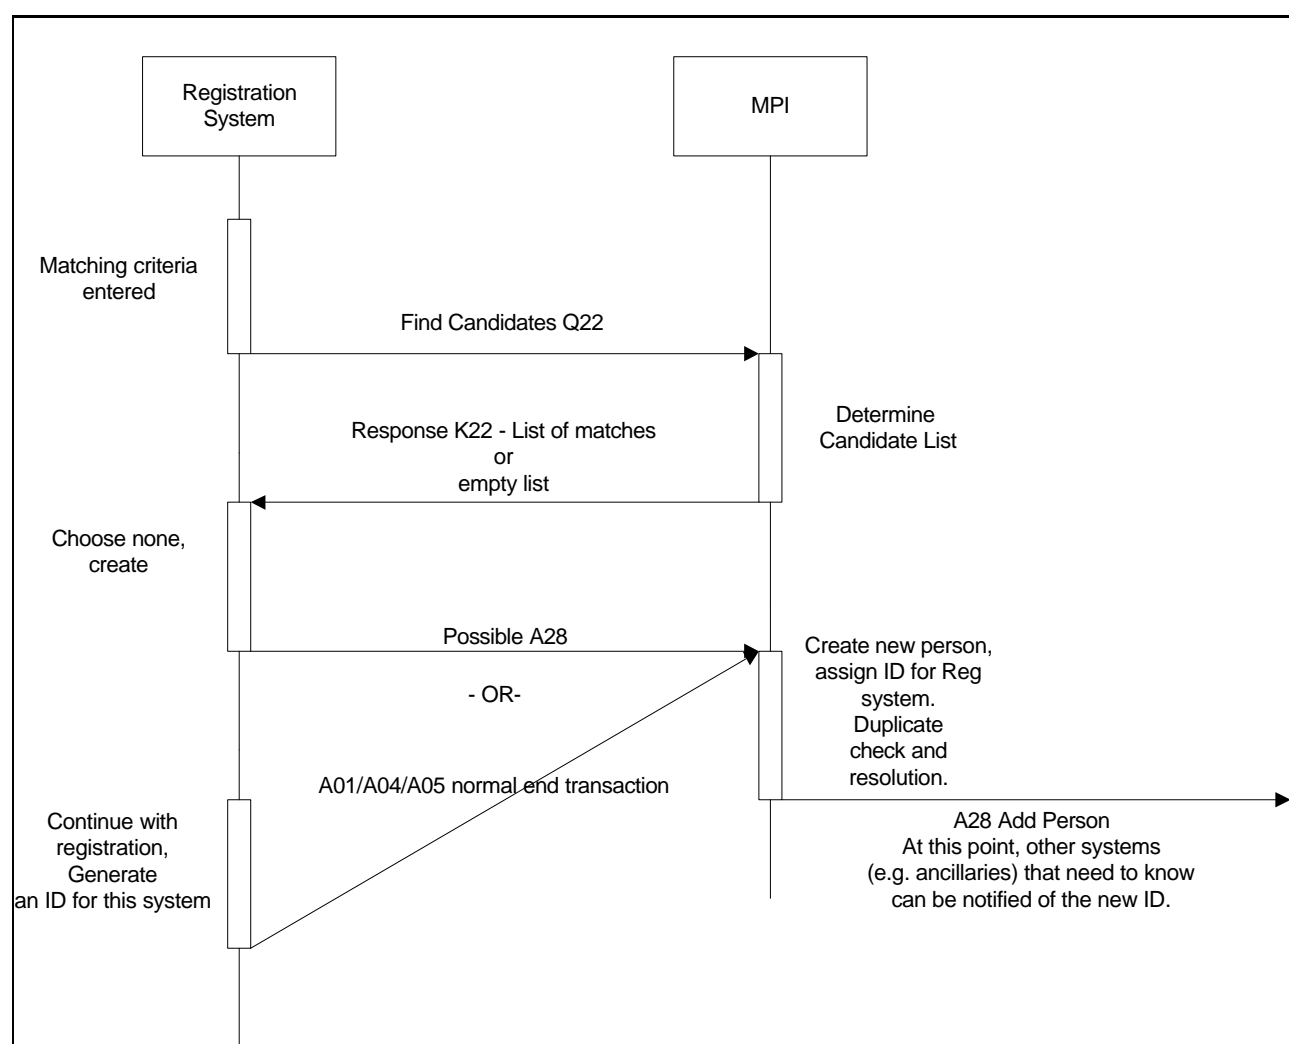 Registration
System
MPI
Matching criteria
entered
Find Candidates Q22
Determine
Candidate List
Response K22 - List of matches
or
empty list
Choose none,
create
Possible A28
- OR-
Create new person,
assign ID for Reg
system.
Duplicate
check and
resolution.
A01/A04/A05 normal end transaction
Continue with
registration,
Generate
an ID for this system
A28 Add Person
At this point, other systems
(e.g. ancillaries) that need to know
can be notified of the new ID.